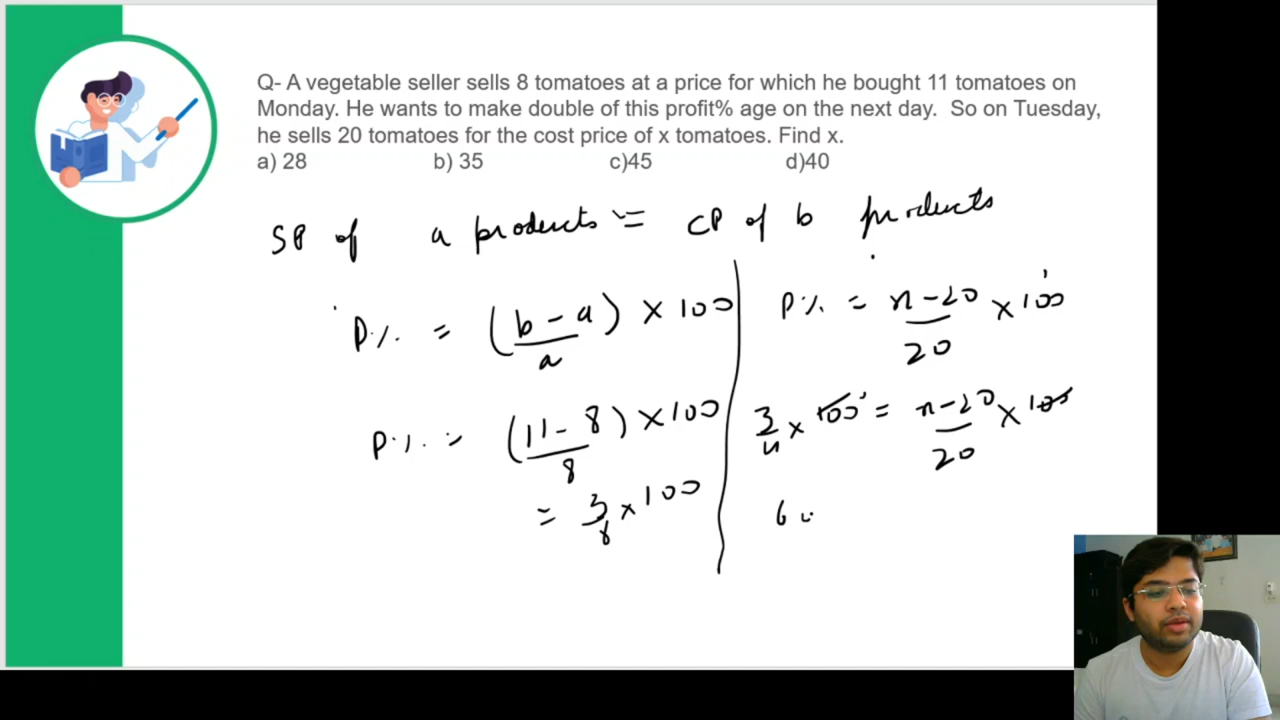 Q- A vegetable seller sells 8 tomatoes at a price for which he bought 11 tomatoes on
Monday. He wants to make double of this profit% age on the next day. So on Tuesday,
he sells 20 tomatoes for the cost price of x tomatoes. Find x.
a) 28 b) 35 c)45 d)40
SP of a products = CP of b products
P% = (b-a)/a × 100
P% = (11-8)/8 × 100
= 3/8 × 100
P% = x-20/20 × 100
3/4 × 100 = x-20/20 × 100
60